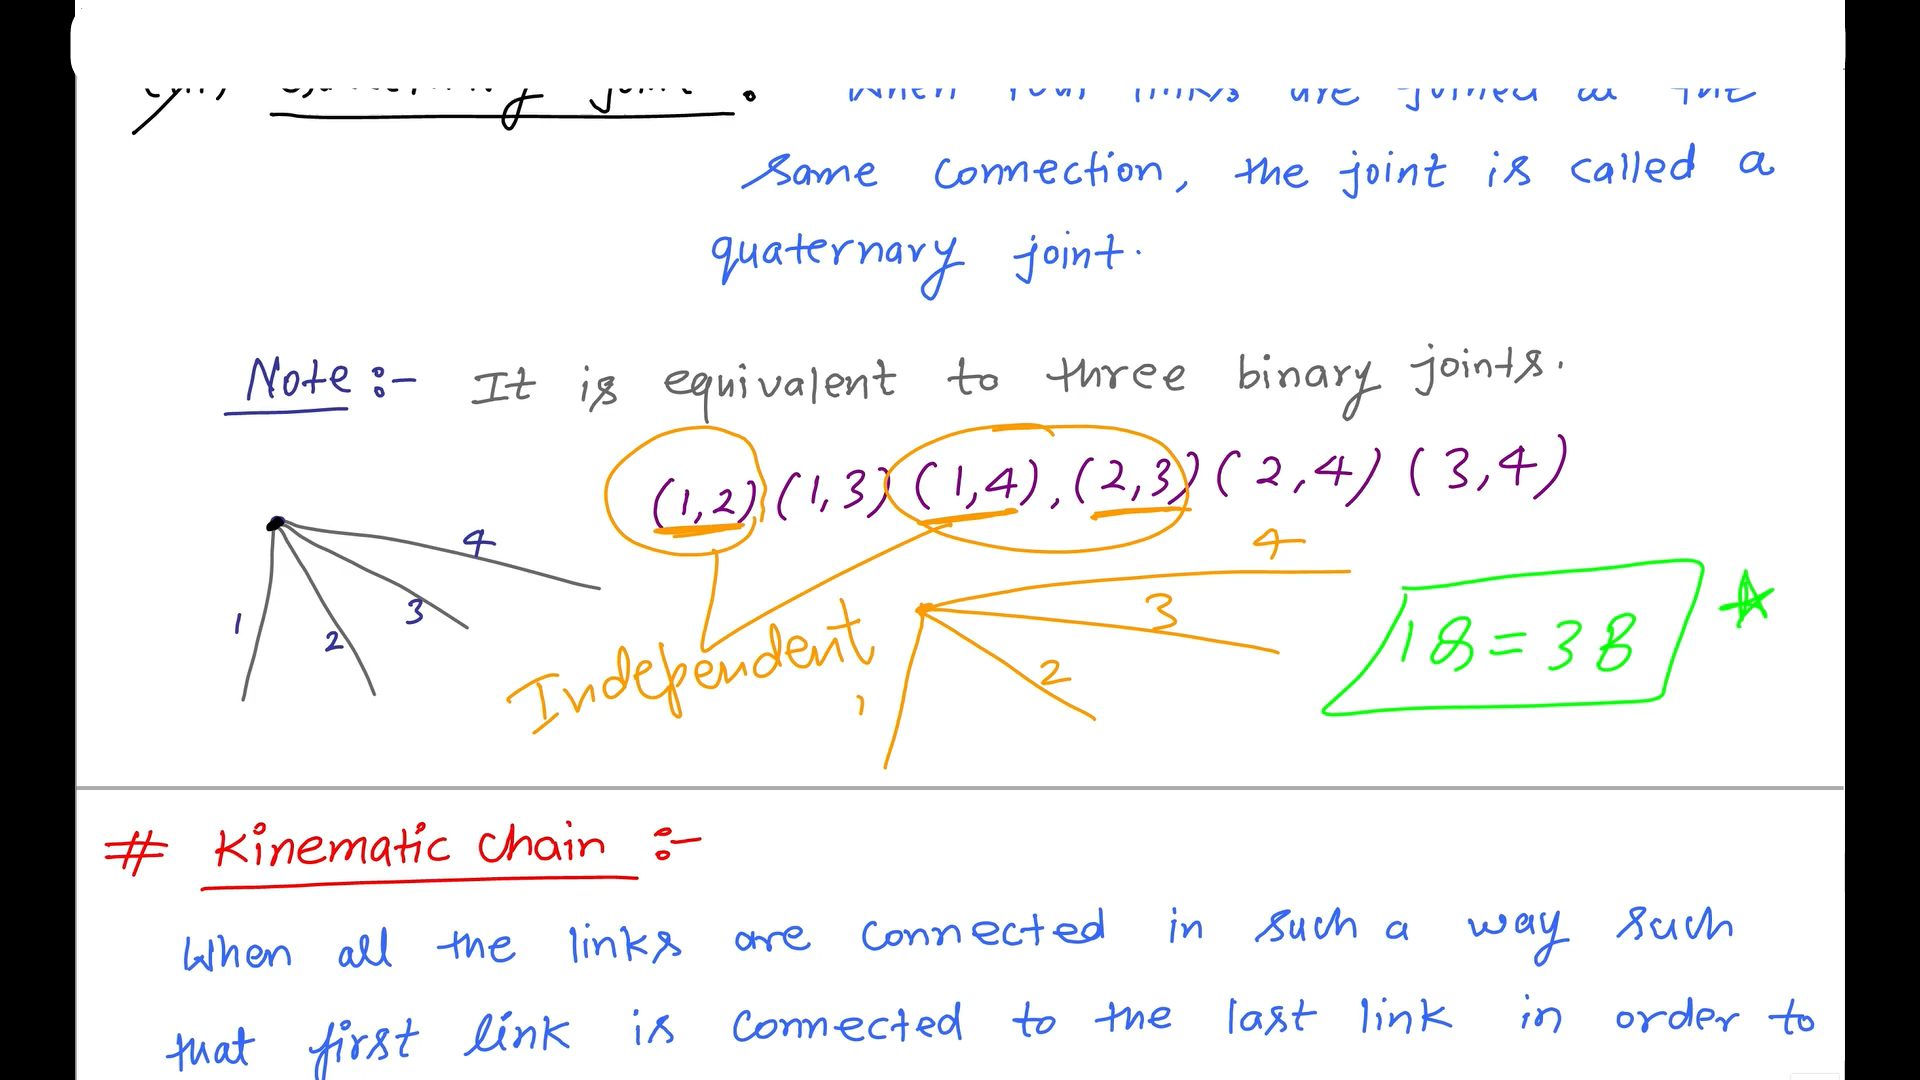 same connection, the joint is called a
quaternary joint.
Note :- It is equivalent to three binary joints.
(1,2) (1,3) (1,4), (2,3) (2,4) (3,4)
4
4
1
2
3
3
2
1
Independent
1Q = 3B
# Kinematic chain :-
When all the links are connected in such a way such
that first link is connected to the last link in order to